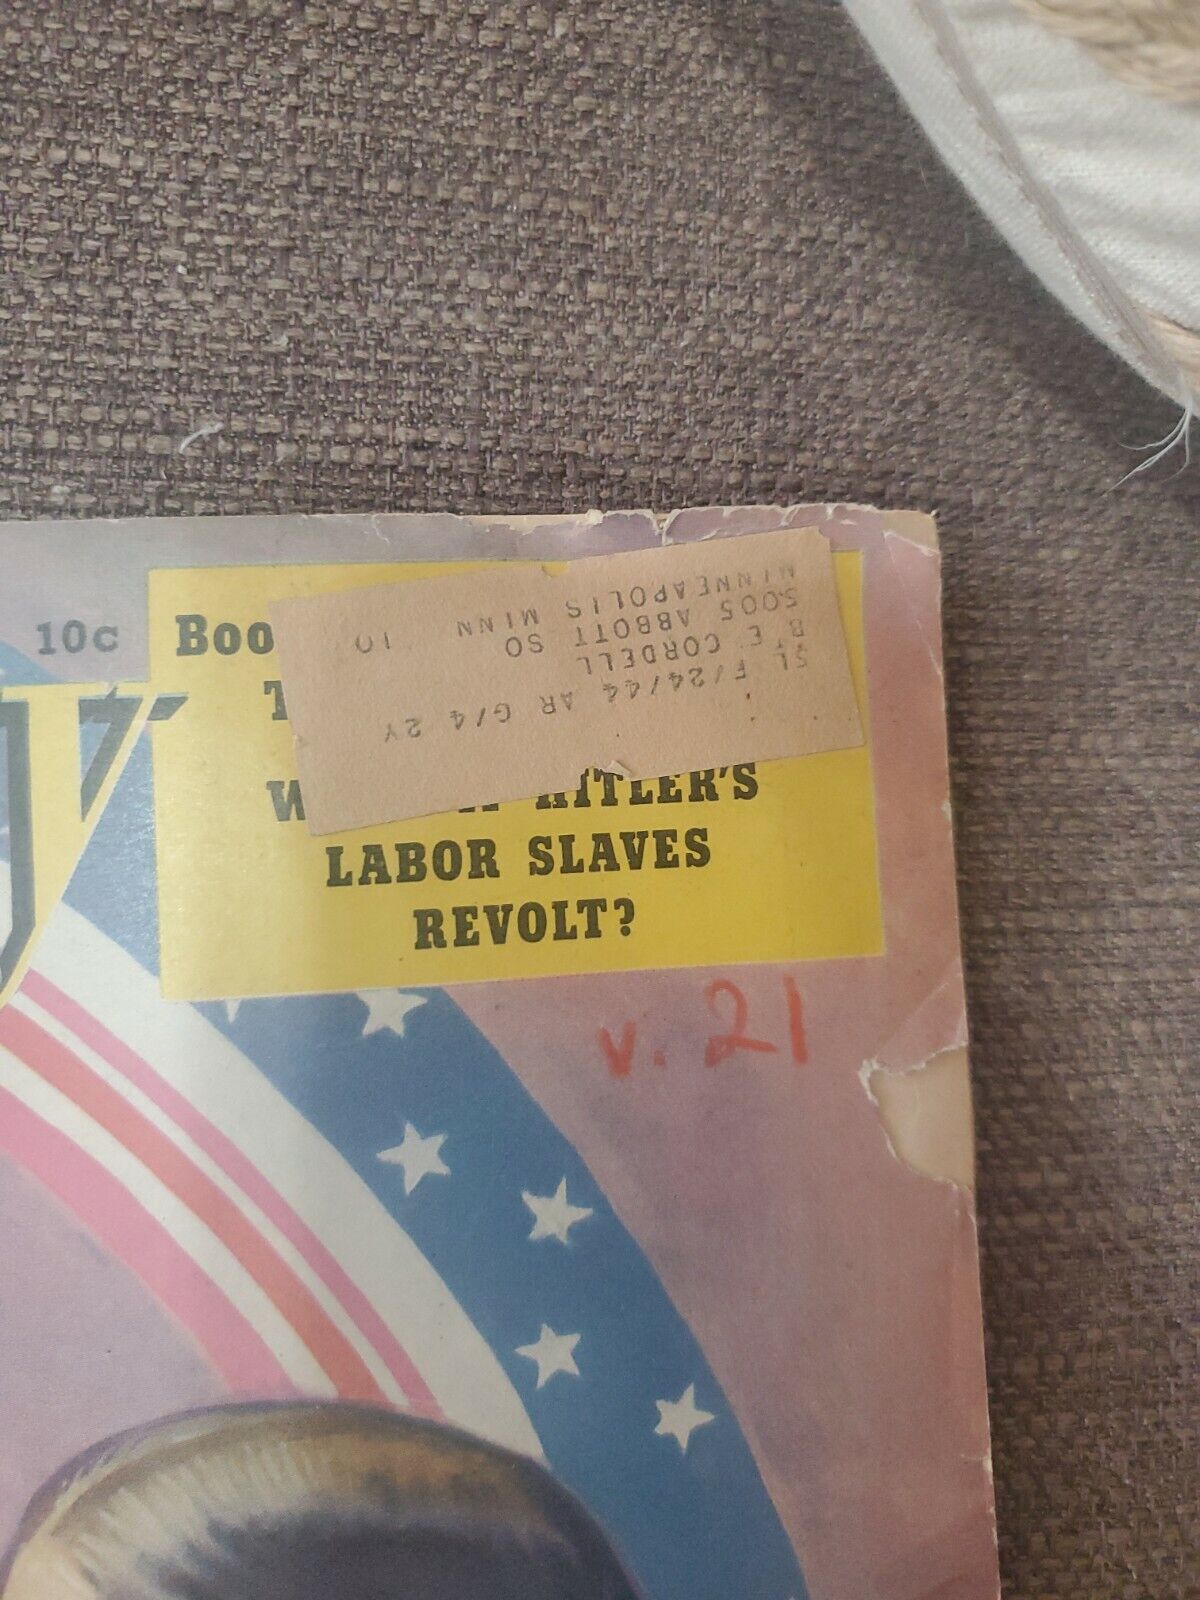 10c
Boo
T
SL F/24/44 AR G/4 2Y
B, E CORDELL
5005 ABBOTT SO
MINNEAPOLIS MINN 10
HITLER'S
LABOR SLAVES
REVOLT?
v. 21